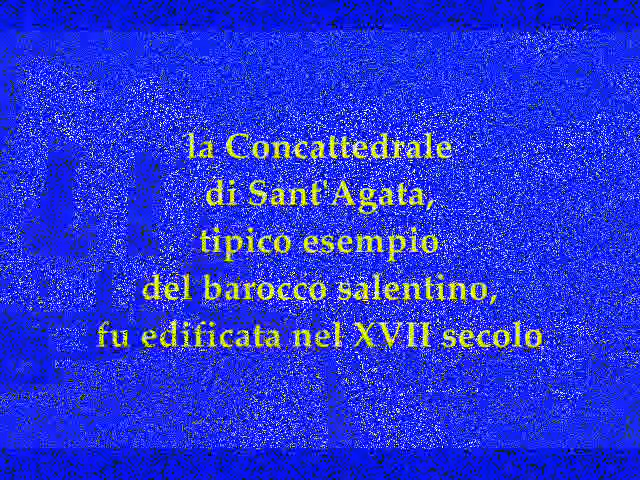 la Concattedrale
di Sant'Agata,
tipico esempio
del barocco salentino,
fu edificata nel XVII secolo